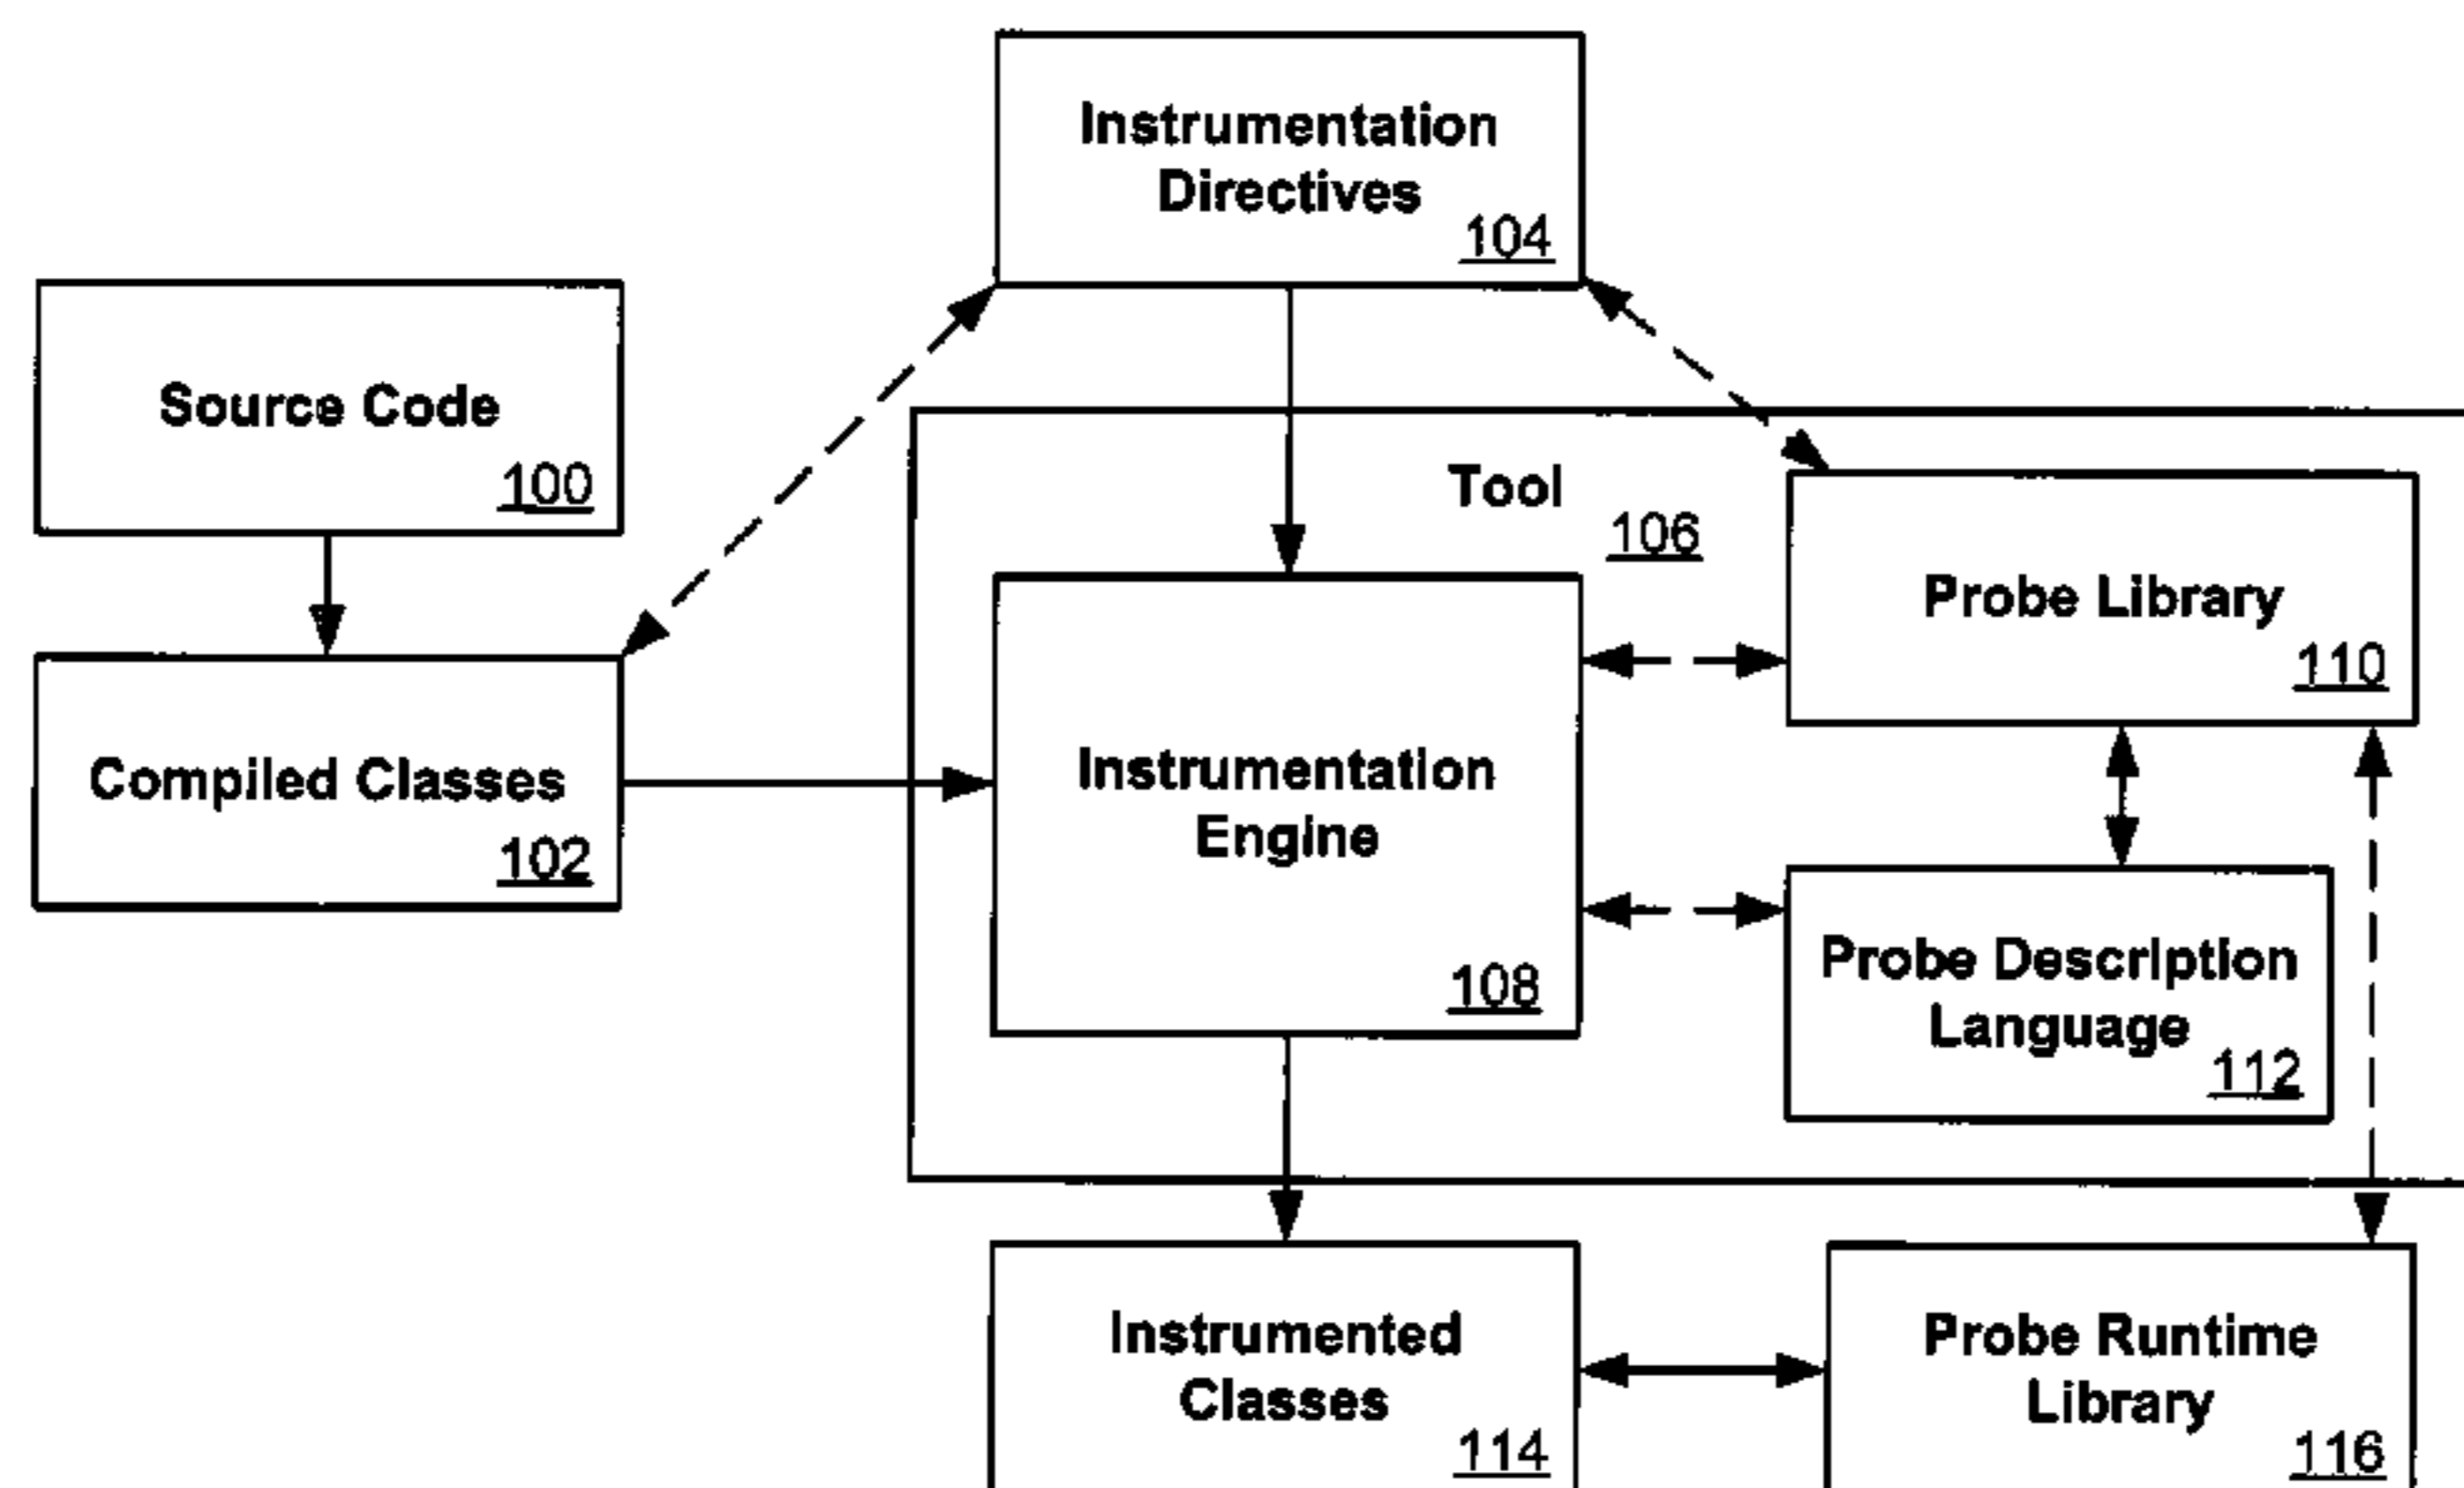 Instrumentation
Directives
104
Source Code
100
Tool
106
Probe Library
110
Compiled Classes
102
Instrumentation
Engine
108
Probe Description
Language
112
Instrumented
Classes
114
Probe Runtime
Library
116